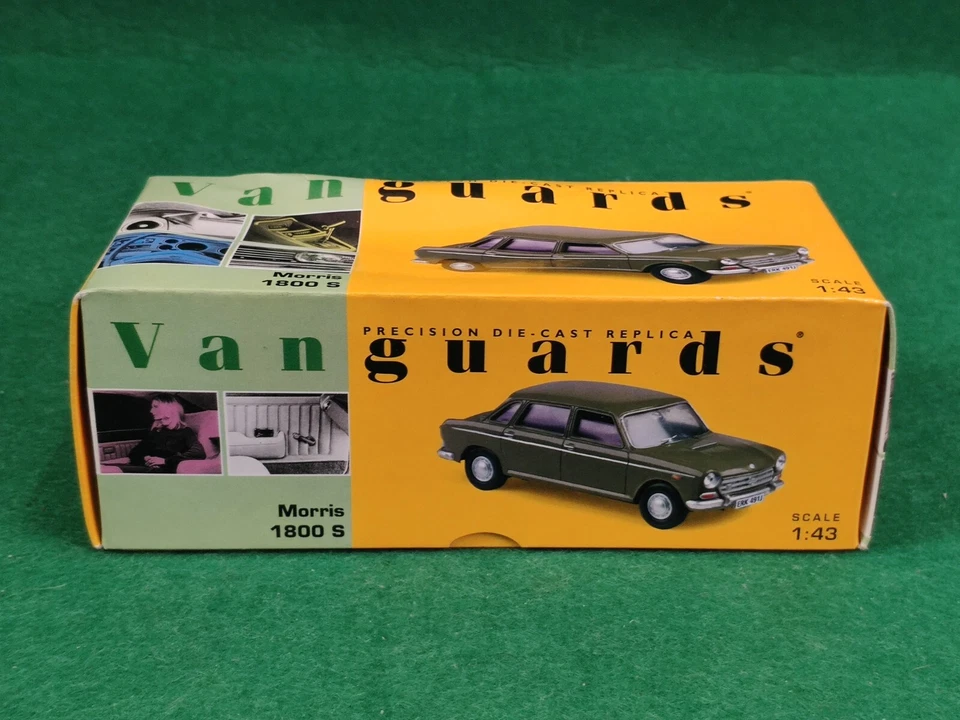 Vanguards
DIE-CAST REPLICA
Morris
1800 S
SCALE
1:43
Vanguards®
PRECISION DIE-CAST REPLICA
Morris
1800 S
SCALE
1:43